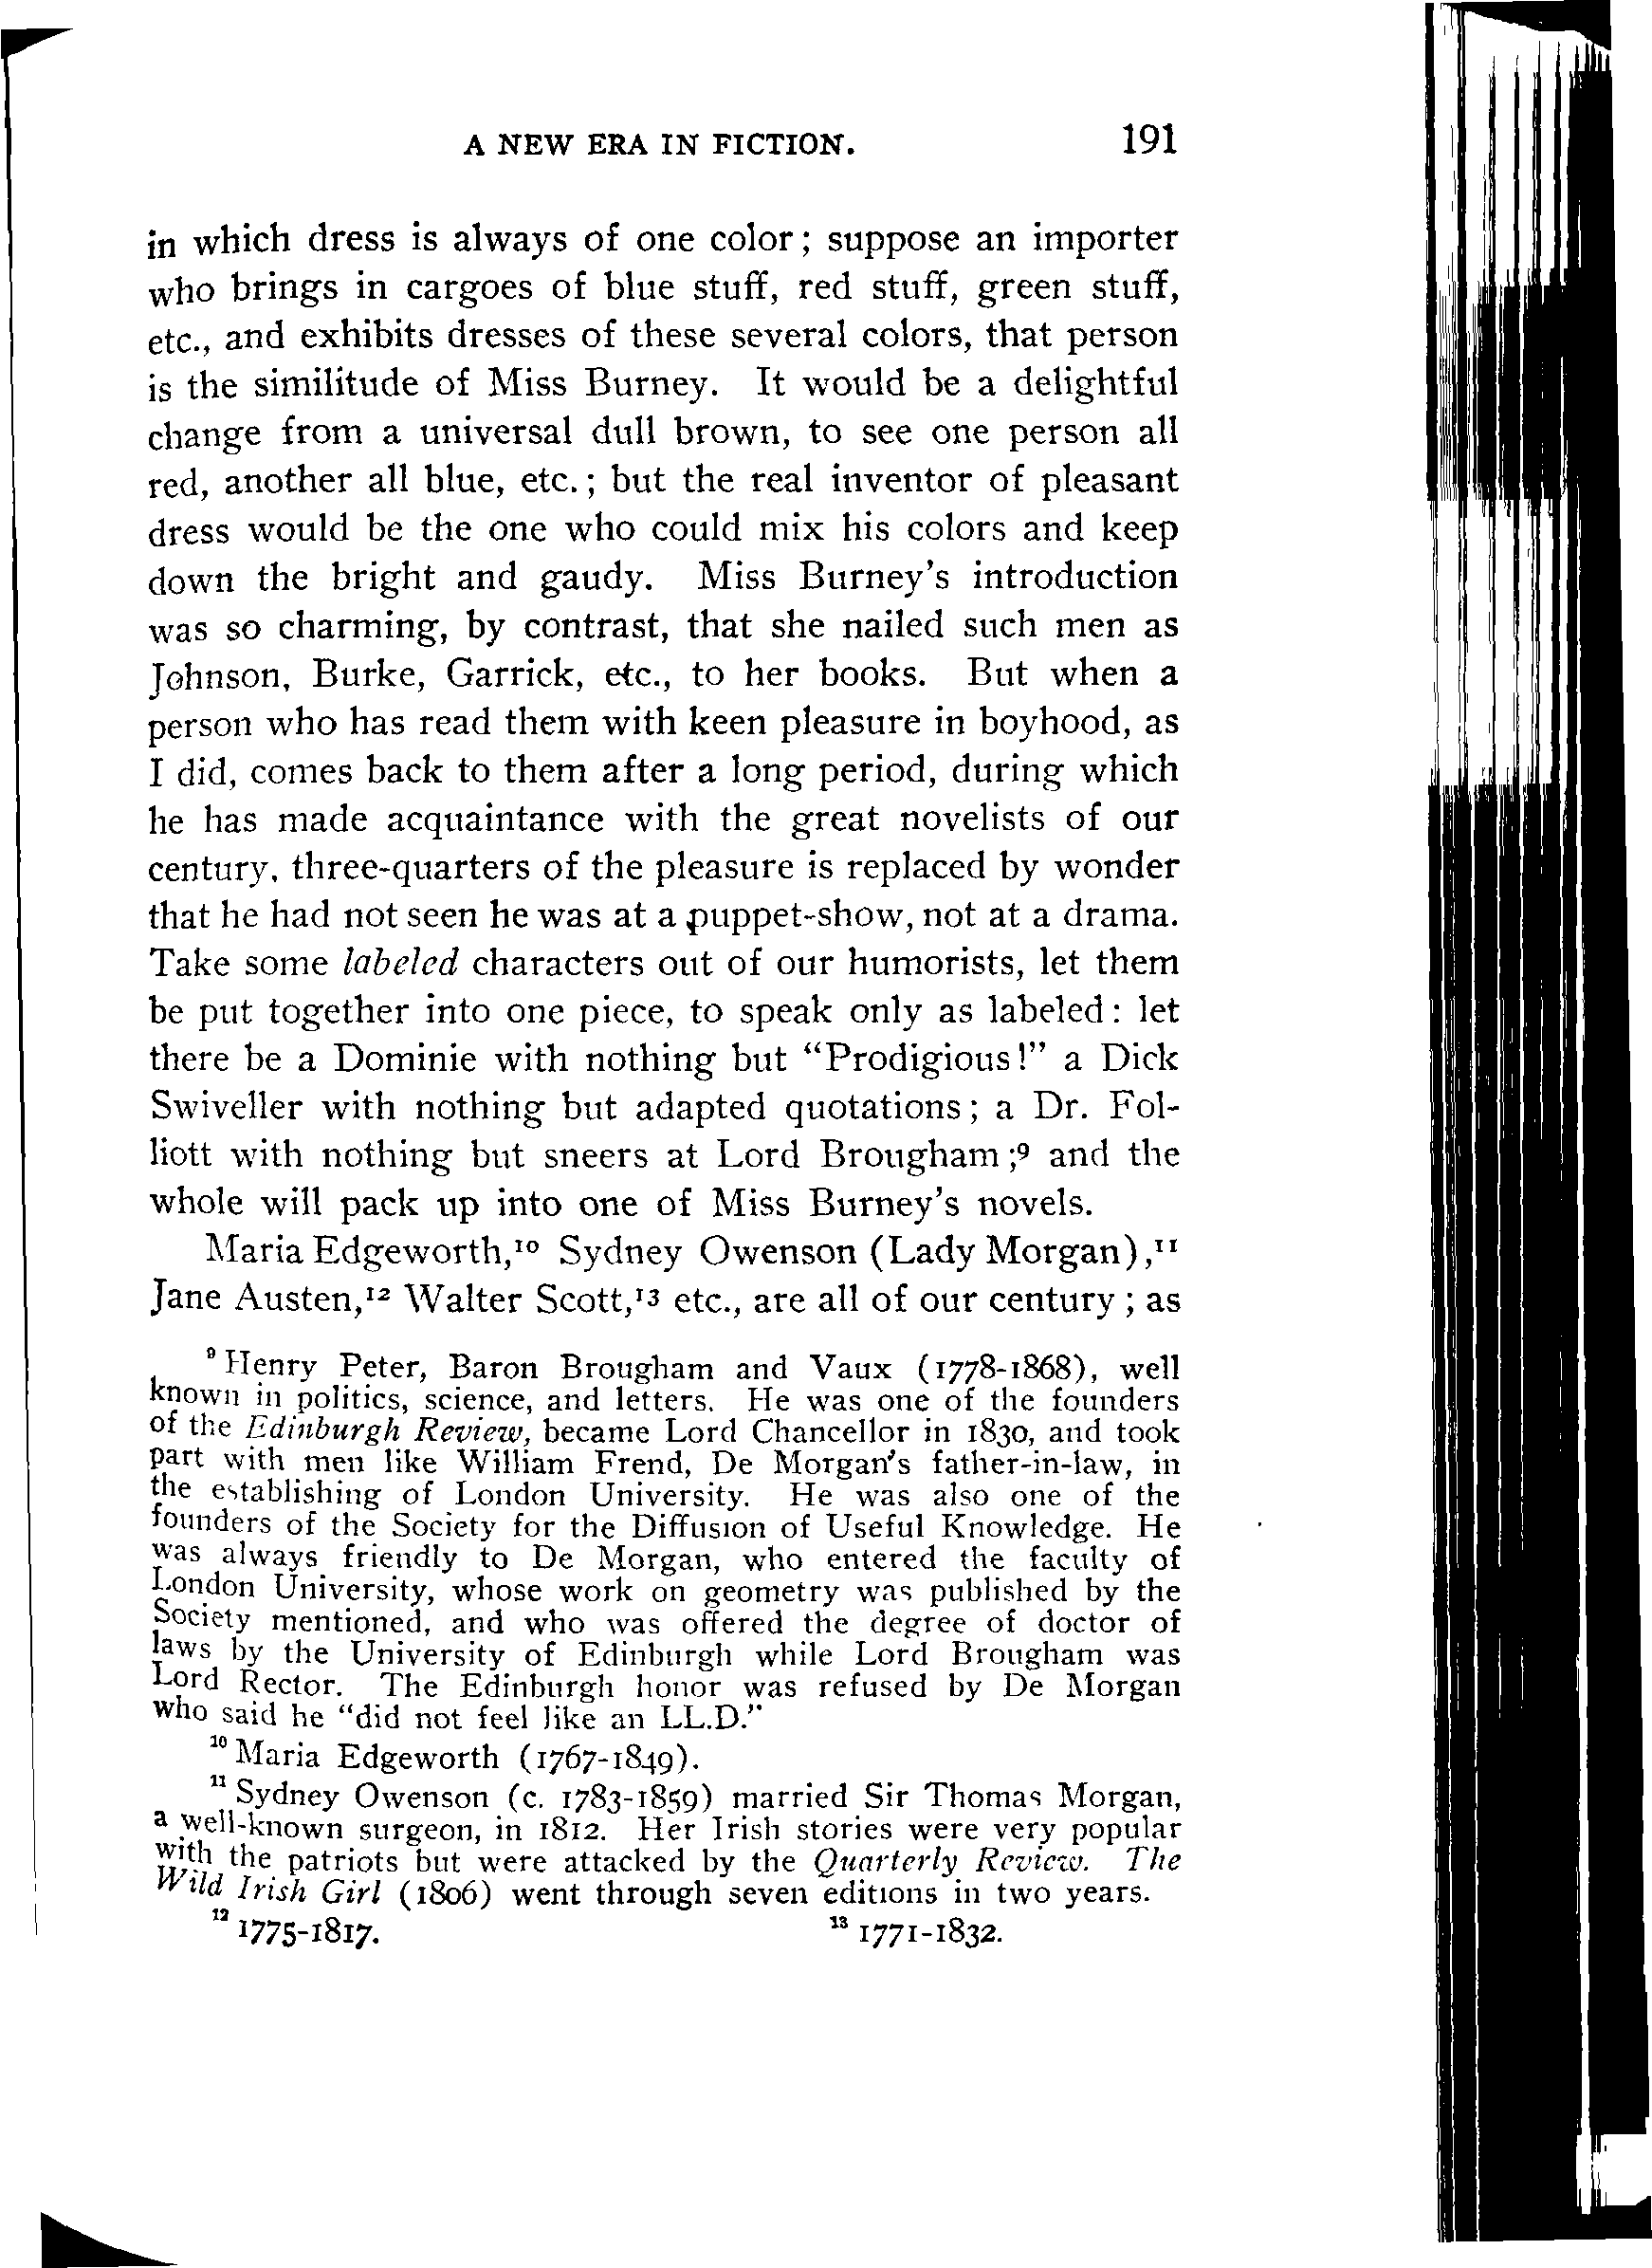 A NEW ERA IN FICTION. 191
in which dress is always of one color; suppose an importer
who brings in cargoes of blue stuff, red stuff, green stuff,
etc., and exhibits dresses of these several colors, that person
is the similitude of Miss Burney. It would be a delightful
change from a universal dull brown, to see one person all
red, another all blue, etc.; but the real inventor of pleasant
dress would be the one who could mix his colors and keep
down the bright and gaudy. Miss Burney's introduction
was so charming, by contrast, that she nailed such men as
Johnson, Burke, Garrick, etc., to her books. But when a
person who has read them with keen pleasure in boyhood, as
I did, comes back to them after a long period, during which
he has made acquaintance with the great novelists of our
century, three-quarters of the pleasure is replaced by wonder
that he had not seen he was at a puppet-show, not at a drama.
Take some labeled characters out of our humorists, let them
be put together into one piece, to speak only as labeled: let
there be a Dominie with nothing but "Prodigious!" a Dick
Swiveller with nothing but adapted quotations; a Dr. Fol-
liott with nothing but sneers at Lord Brougham;⁹ and the
whole will pack up into one of Miss Burney's novels.
Maria Edgeworth,¹⁰ Sydney Owenson (Lady Morgan),¹¹
Jane Austen,¹² Walter Scott,¹³ etc., are all of our century; as
⁹ Henry Peter, Baron Brougham and Vaux (1778-1868), well
known in politics, science, and letters. He was one of the founders
of the Edinburgh Review, became Lord Chancellor in 1830, and took
part with men like William Frend, De Morgan's father-in-law, in
the establishing of London University. He was also one of the
founders of the Society for the Diffusion of Useful Knowledge. He
was always friendly to De Morgan, who entered the faculty of
London University, whose work on geometry was published by the
Society mentioned, and who was offered the degree of doctor of
laws by the University of Edinburgh while Lord Brougham was
Lord Rector. The Edinburgh honor was refused by De Morgan
who said he "did not feel like an LL.D."
¹⁰ Maria Edgeworth (1767-1849).
¹¹ Sydney Owenson (c. 1783-1859) married Sir Thomas Morgan,
a well-known surgeon, in 1812. Her Irish stories were very popular
with the patriots but were attacked by the Quarterly Review. The
Wild Irish Girl (1806) went through seven editions in two years.
¹² 1775-1817. ¹³ 1771-1832.